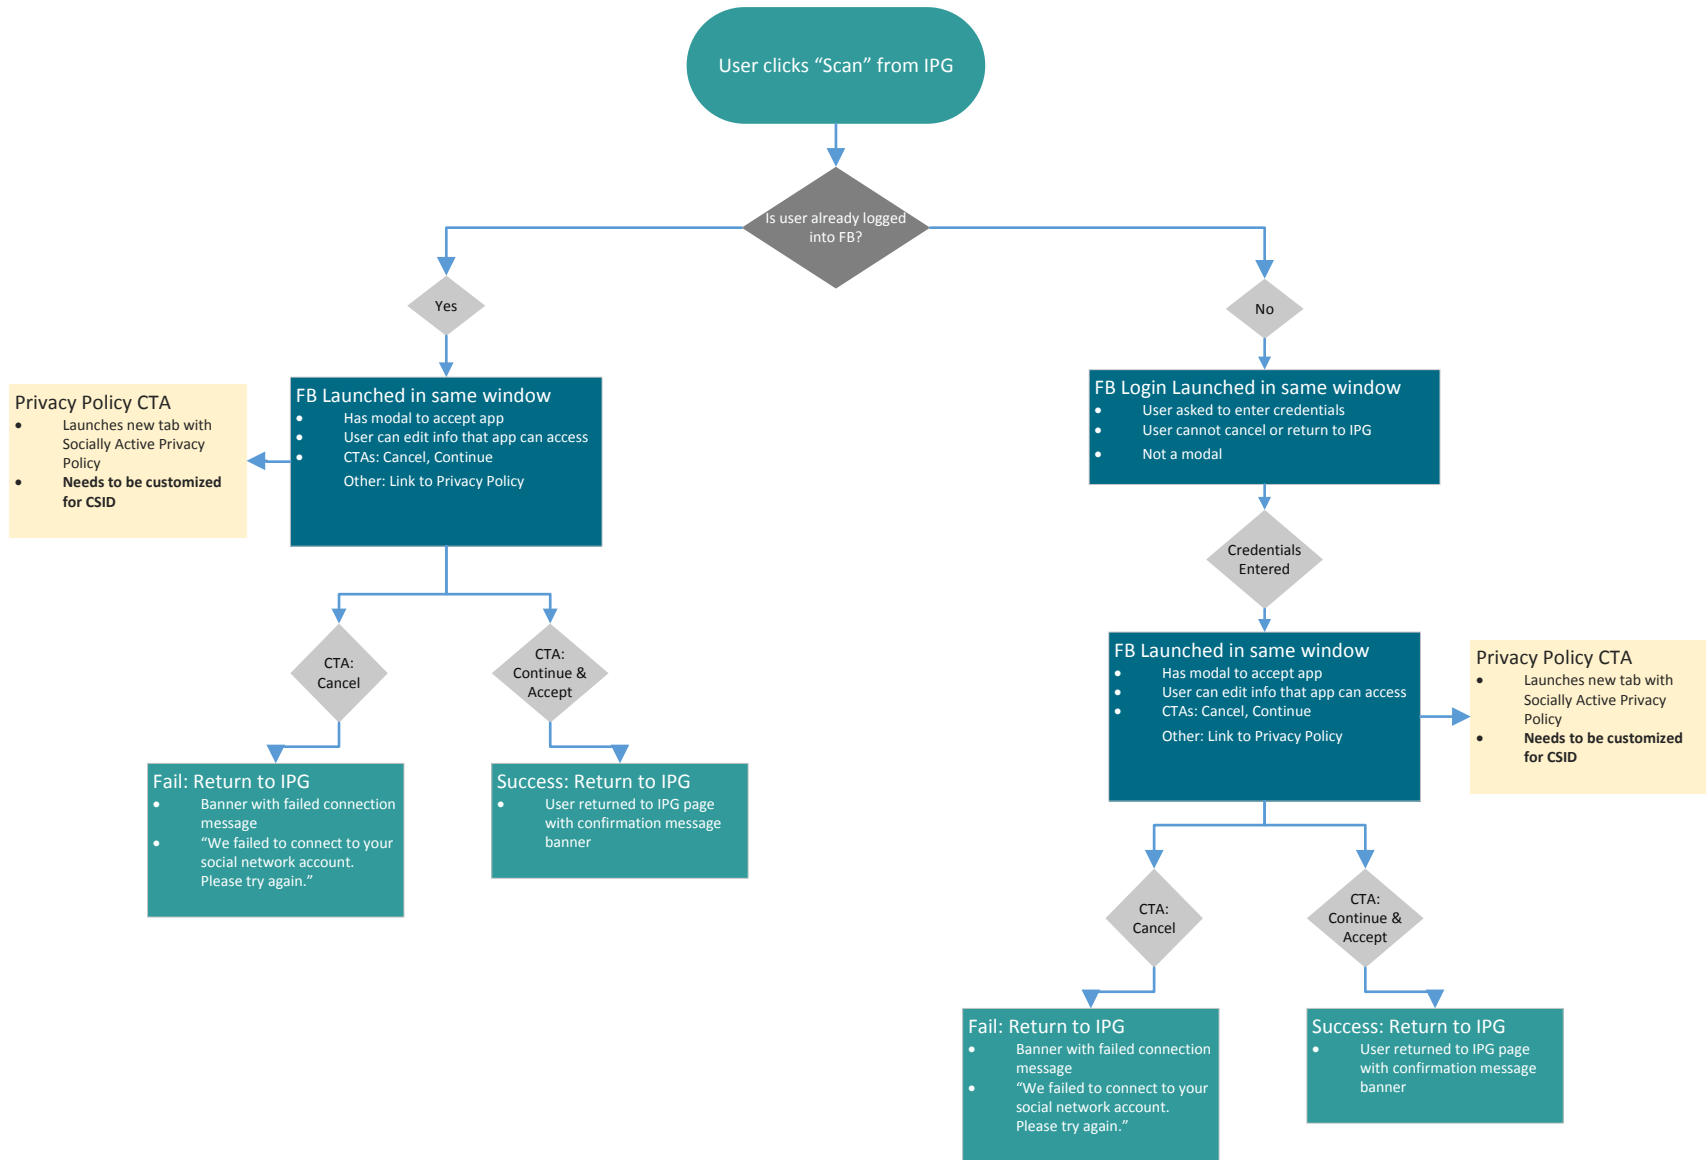 User clicks “Scan” from IPG
Is user already logged
into FB?
Yes
No
Privacy Policy CTA
• Launches new tab with
Socially Active Privacy
Policy
• Needs to be customized
for CSID
FB Launched in same window
• Has modal to accept app
• User can edit info that app can access
• CTAs: Cancel, Continue
Other: Link to Privacy Policy
FB Login Launched in same window
• User asked to enter credentials
• User cannot cancel or return to IPG
• Not a modal
Credentials
Entered
CTA:
Cancel
CTA:
Continue &
Accept
FB Launched in same window
• Has modal to accept app
• User can edit info that app can access
• CTAs: Cancel, Continue
Other: Link to Privacy Policy
Privacy Policy CTA
• Launches new tab with
Socially Active Privacy
Policy
• Needs to be customized
for CSID
Fail: Return to IPG
• Banner with failed connection
message
• “We failed to connect to your
social network account.
Please try again.”
Success: Return to IPG
• User returned to IPG page
with confirmation message
banner
CTA:
Cancel
CTA:
Continue &
Accept
Fail: Return to IPG
• Banner with failed connection
message
• “We failed to connect to your
social network account.
Please try again.”
Success: Return to IPG
• User returned to IPG page
with confirmation message
banner